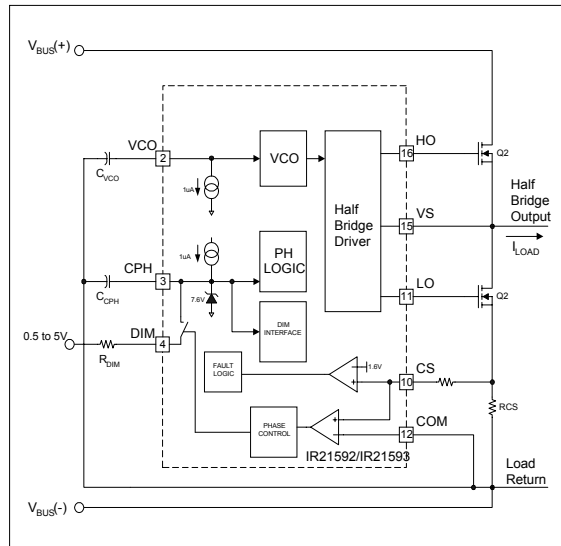 VBUS(+)
HO
VCO
2
VCO
16
Q2
CVCO
1uA
Half
Bridge
Driver
VS
15
Half
Bridge
Output
ILOAD
1uA
CPH
3
PH
LOGIC
LO
11
Q2
CCPH
7.6V
0.5 to 5V
DIM
4
DIM
INTERFACE
RDIM
FAULT
LOGIC
1.6V
+
CS
10
RCS
PHASE
CONTROL
+
COM
12
IR21592/IR21593
Load
Return
VBUS(-)